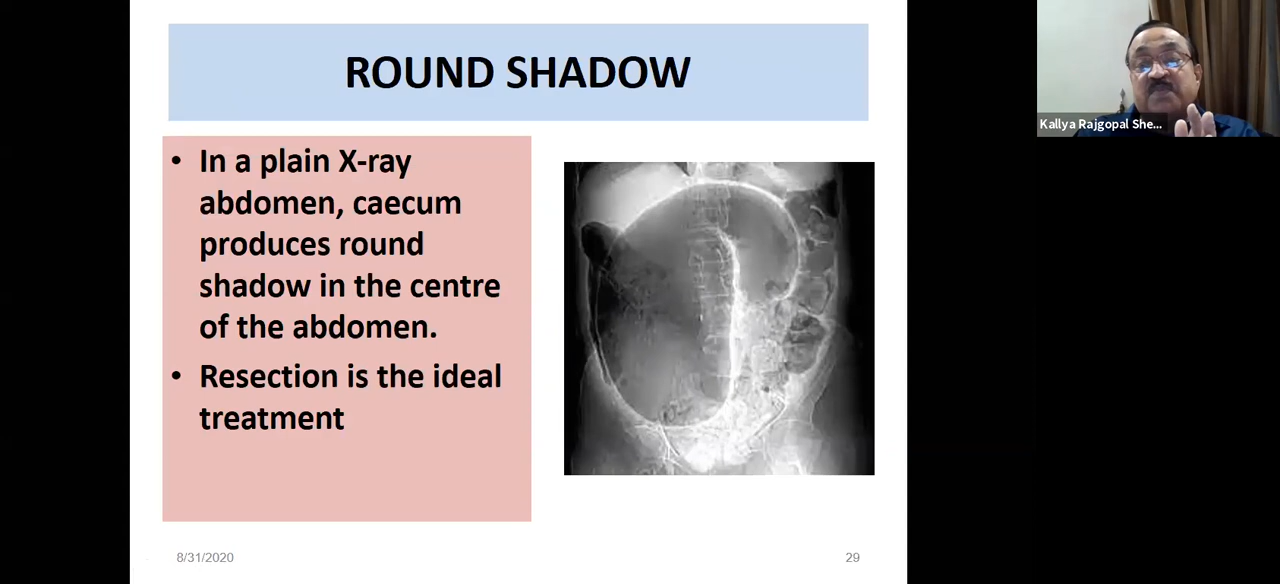 ROUND SHADOW
Kallya Rajgopal She...
• In a plain X-ray
abdomen, caecum
produces round
shadow in the centre
of the abdomen.
• Resection is the ideal
treatment
8/31/2020
29